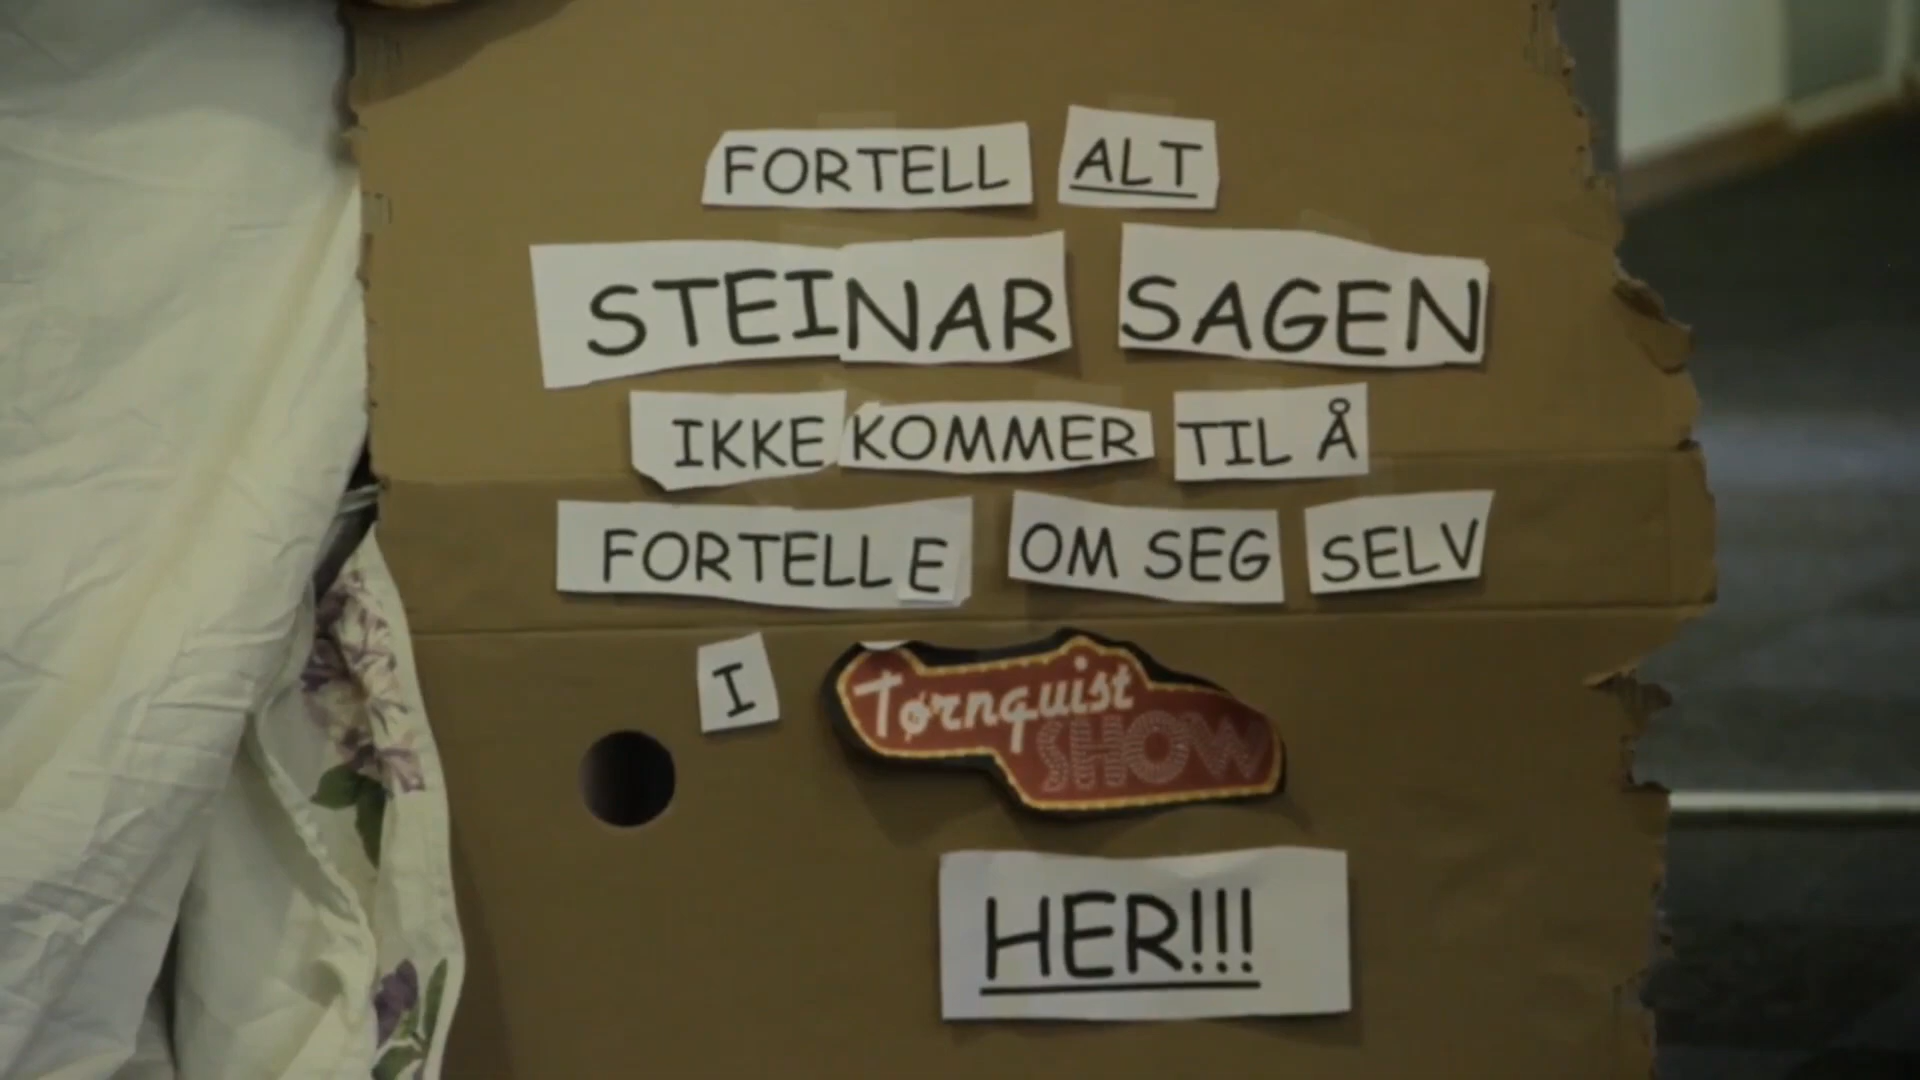 FORTELL ALT
STEINAR SAGEN
IKKE KOMMER TIL Å
FORTELLE OM SEG SELV
I Tørnquist SHOW
HER!!!